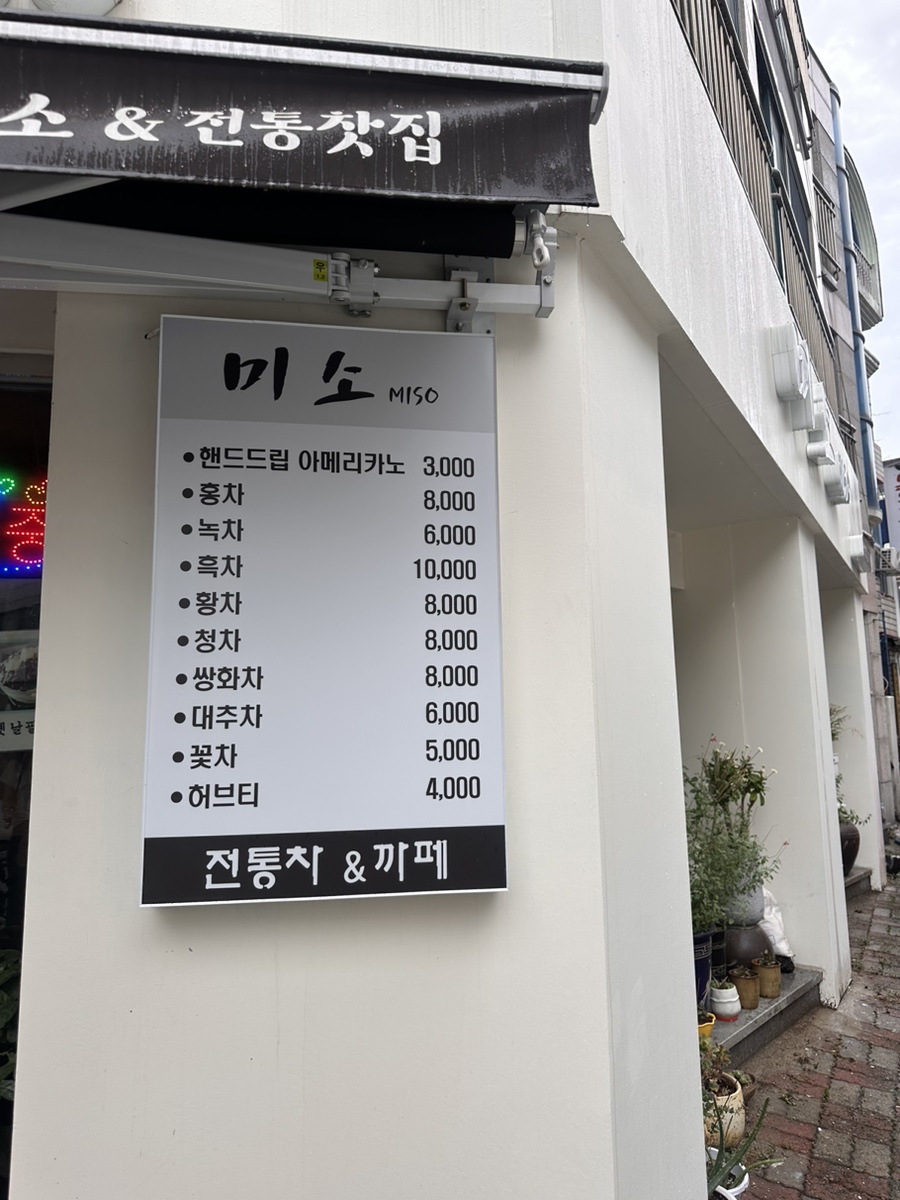 소 & 전통찻집
우
미소 MISO
•핸드드립 아메리카노 3,000
•홍차 8,000
•녹차 6,000
•흑차 10,000
•황차 8,000
•청차 8,000
•쌍화차 8,000
•대추차 6,000
•꽃차 5,000
•허브티 4,000
전통차 &까페